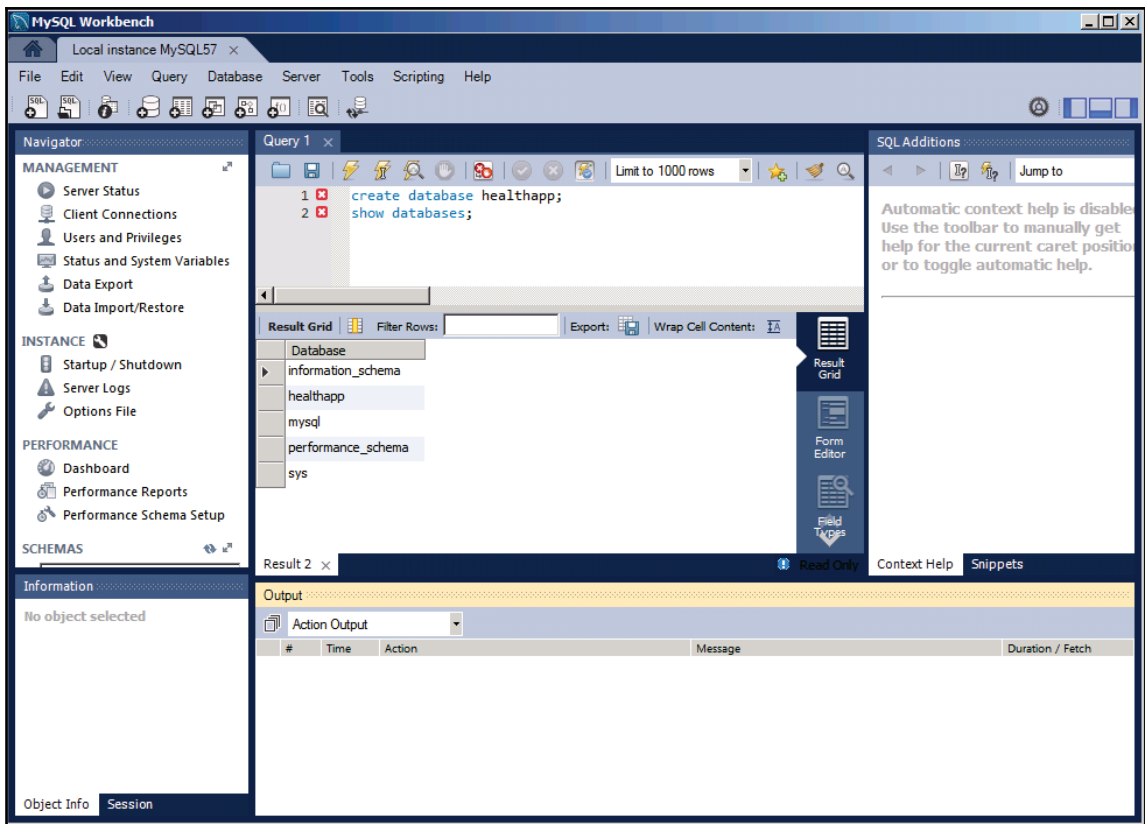 MySQL Workbench
Local instance MySQL57
File Edit View Query Database Server Tools Scripting Help
Navigator
MANAGEMENT
Server Status
Client Connections
Users and Privileges
Status and System Variables
Data Export
Data Import/Restore
INSTANCE
Startup / Shutdown
Server Logs
Options File
PERFORMANCE
Dashboard
Performance Reports
Performance Schema Setup
SCHEMAS
Information
No object selected
Object Info Session
Query 1
Limit to 1000 rows
1 create database healthapp;
2 show databases;
Result Grid Filter Rows: Export: Wrap Cell Content:
Database
information_schema
healthapp
mysql
performance_schema
sys
Result
Grid
Form
Editor
Field
Types
Result 2 Read Only
SQL Additions
Jump to
Automatic context help is disable
Use the toolbar to manually get
help for the current caret positio
or to toggle automatic help.
Context Help Snippets
Output
Action Output
# Time Action Message Duration / Fetch